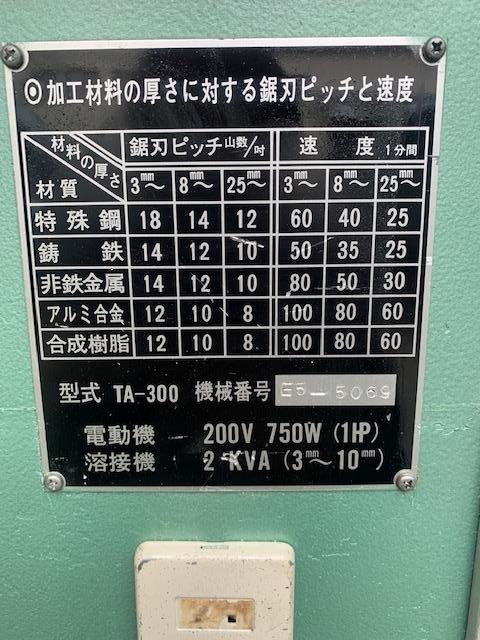 ◎加工材料の厚さに対する鋸刃ピッチと速度
材料の厚さ 鋸刃ピッチ 山数/吋 速度 1分間
材質 3mm〜 8mm〜 25mm〜 3mm〜 8mm〜 25mm〜
特殊鋼 18 14 12 60 40 25
鋳鉄 14 12 10 50 35 25
非鉄金属 14 12 10 80 50 30
アルミ合金 12 10 8 100 80 60
合成樹脂 12 10 8 100 80 60
型式 TA-300 機械番号 E5-5069
電動機 200V 750W (1HP)
溶接機 2 KVA (3mm〜10mm)